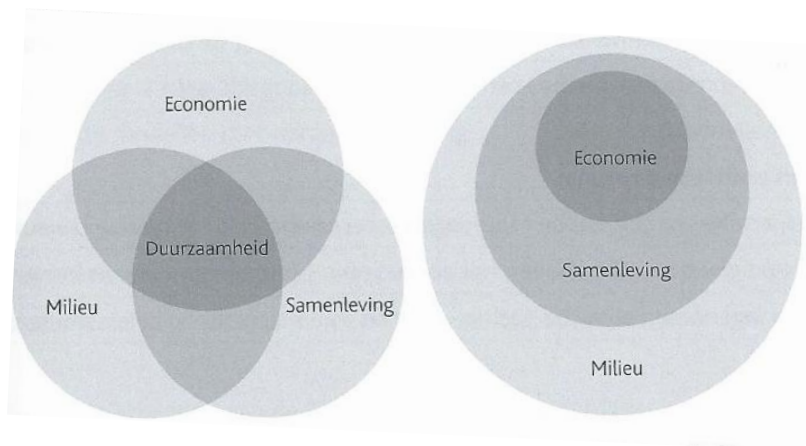 Economie
Duurzaamheid
Milieu
Samenleving
Economie
Samenleving
Milieu